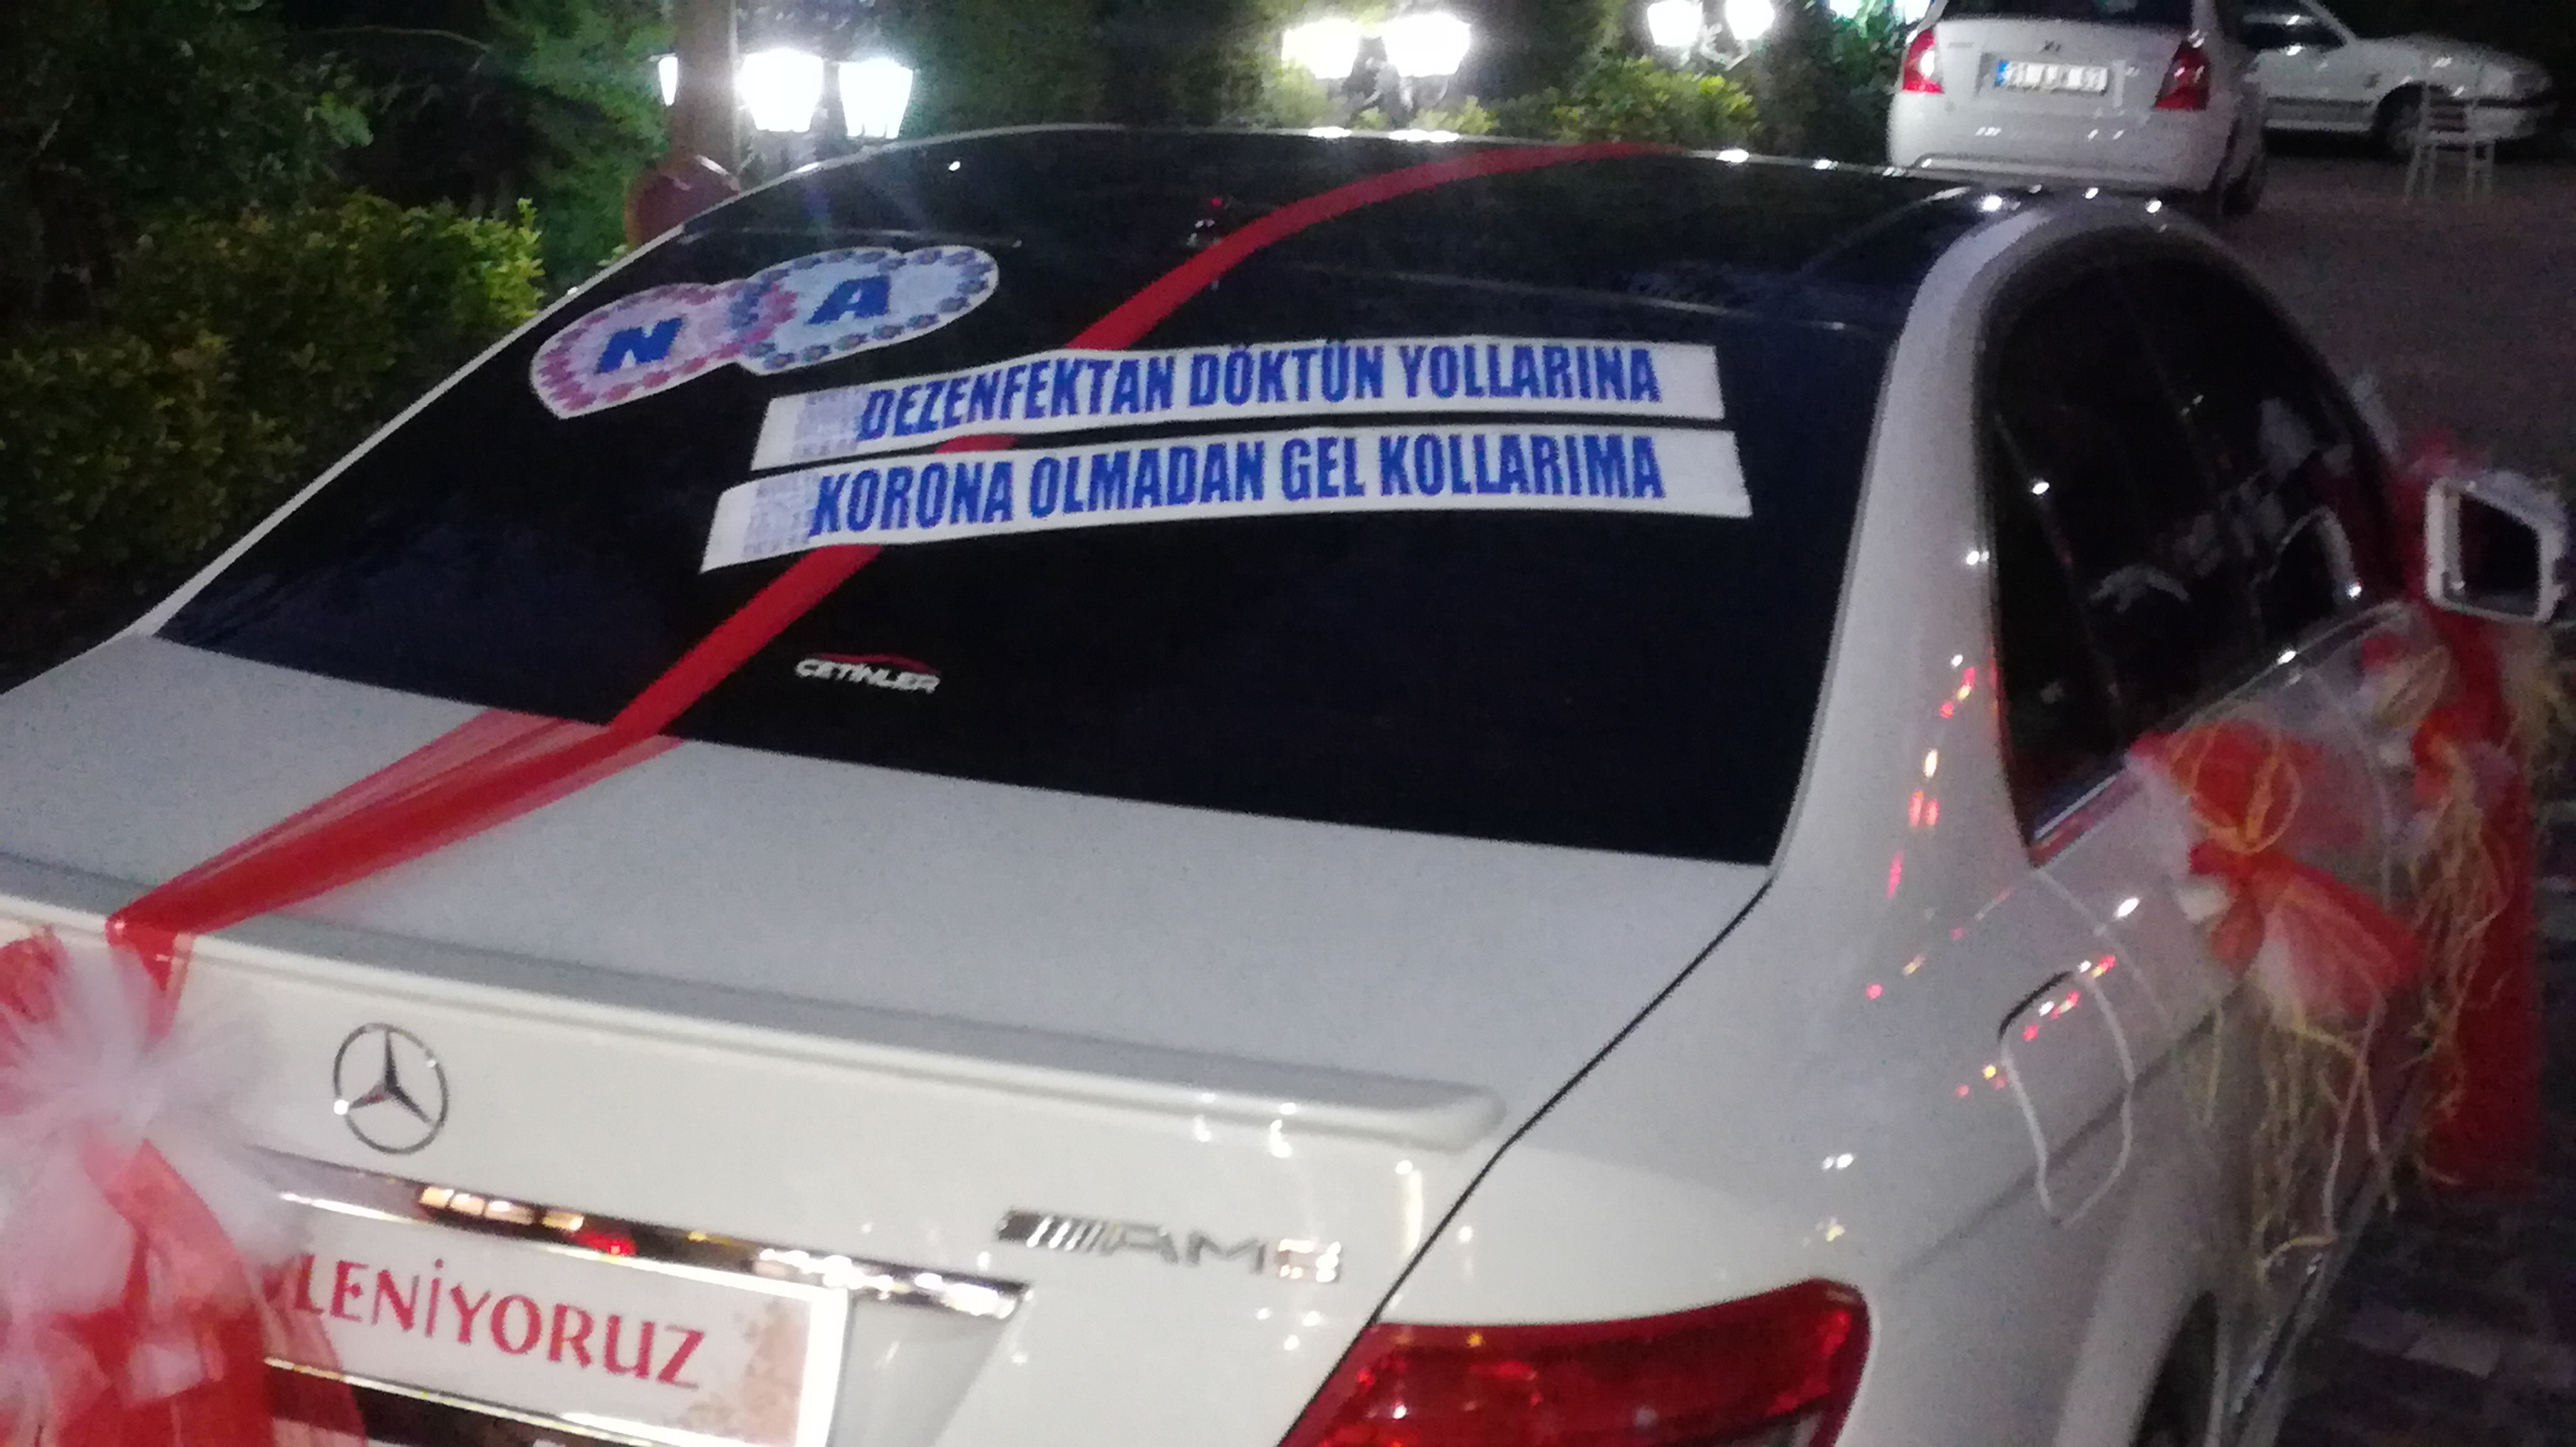 N A
DEZENFEKTAN DÖKTÜN YOLLARINA
KORONA OLMADAN GEL KOLLARIMA
ÇETİNLER
AMG
LENİYORUZ